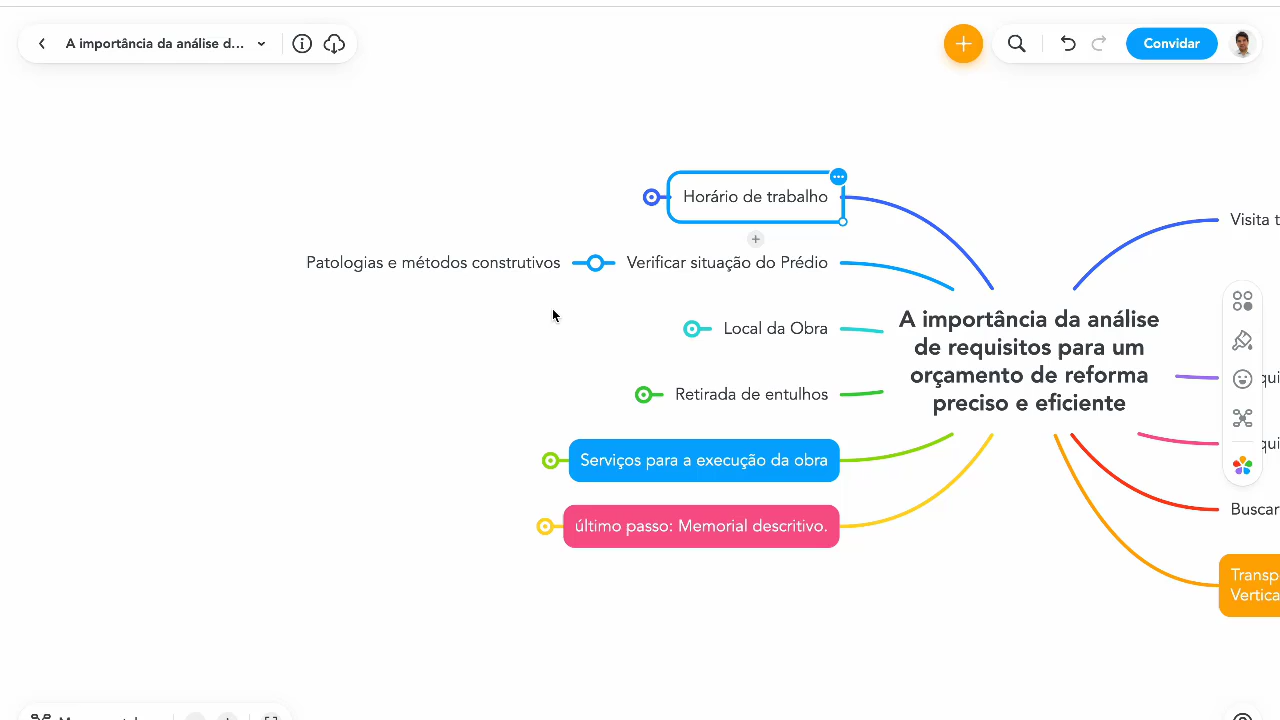 A importância da análise d...
Convidar
Horário de trabalho
Patologias e métodos construtivos
Verificar situação do Prédio
Local da Obra
Retirada de entulhos
Serviços para a execução da obra
último passo: Memorial descritivo.
A importância da análise
de requisitos para um
orçamento de reforma
preciso e eficiente
Visita
Buscar